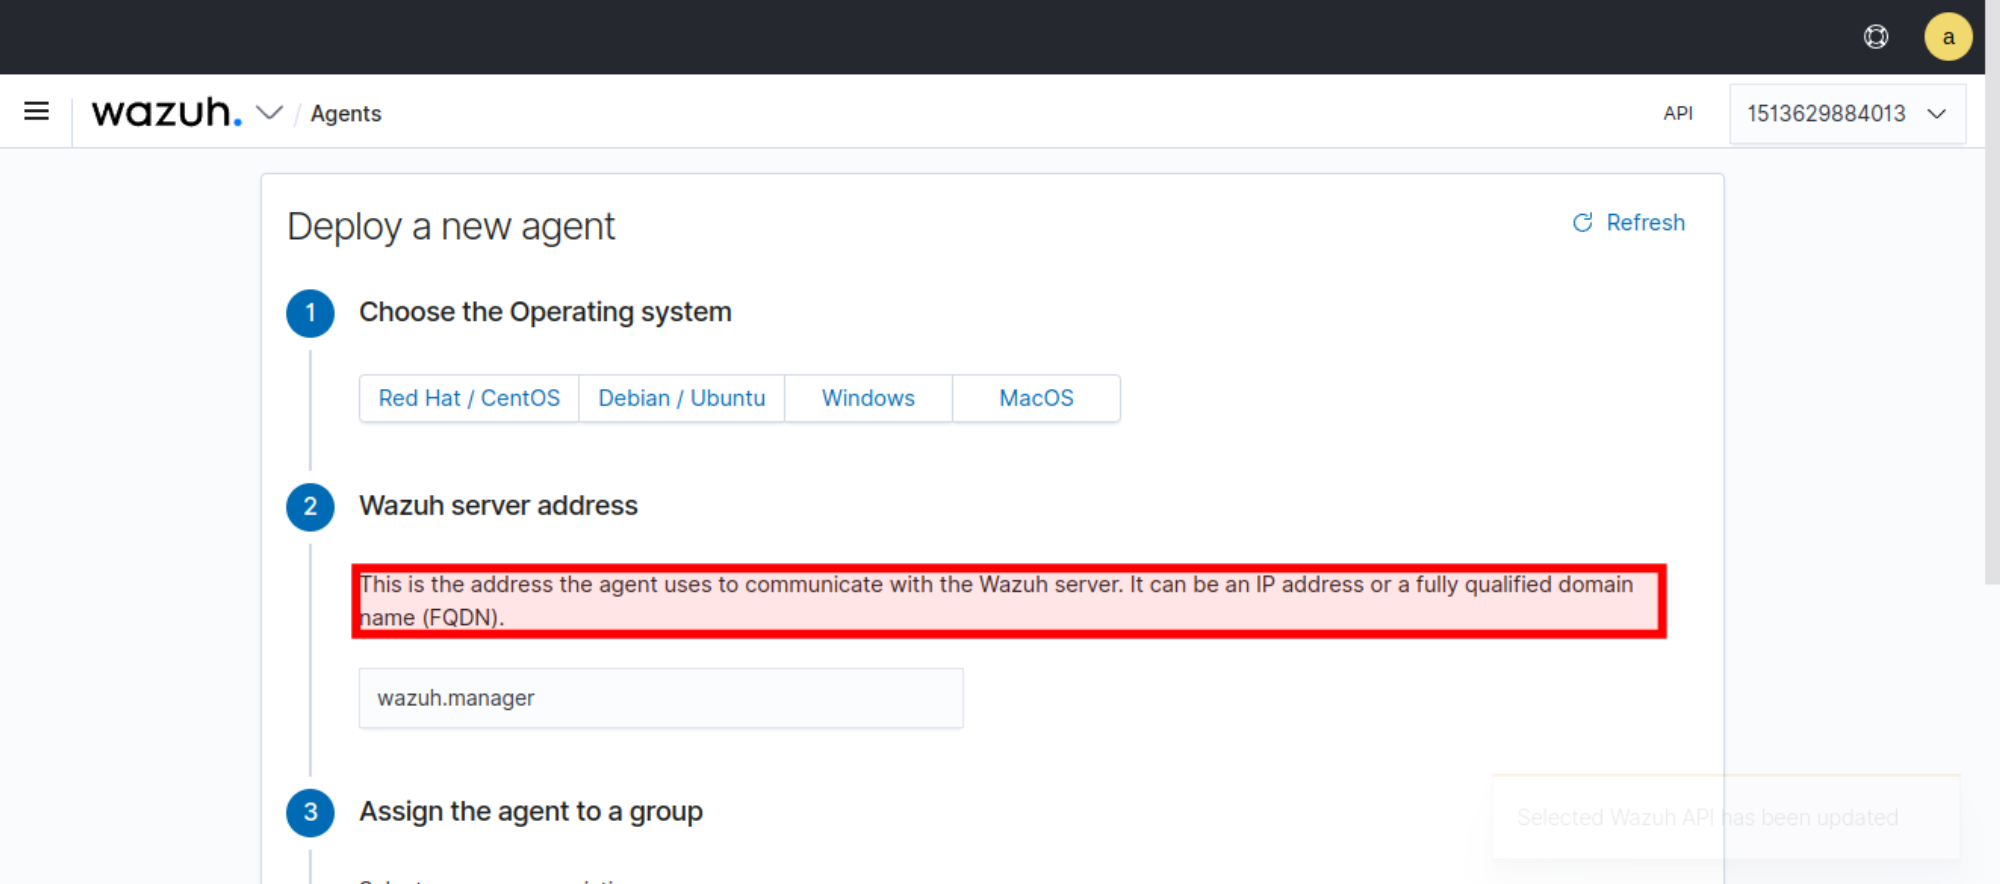 a
wazuh. / Agents
API
1513629884013
Deploy a new agent
Refresh
1 Choose the Operating system
Red Hat / CentOS
Debian / Ubuntu
Windows
MacOS
2 Wazuh server address
This is the address the agent uses to communicate with the Wazuh server. It can be an IP address or a fully qualified domain
name (FQDN).
wazuh.manager
3 Assign the agent to a group
Selected Wazuh API has been updated